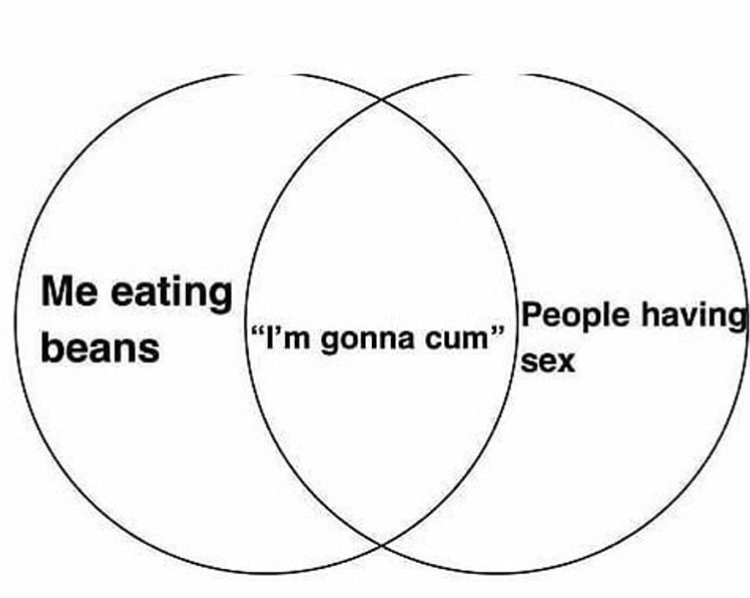 Me eating
beans
“I’m gonna cum”
People having
sex